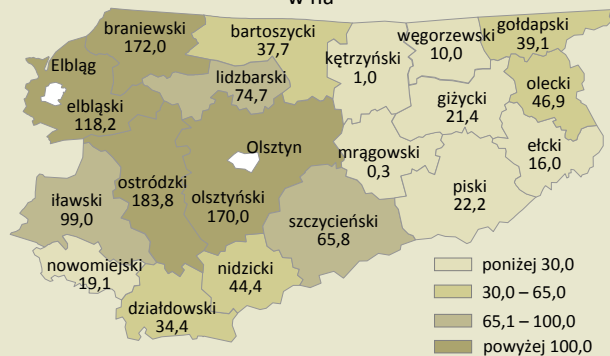 w ha
braniewski
172,0
bartoszycki
37,7
kętrzyński
1,0
węgorzewski
10,0
gołdapski
39,1
Elbląg
elbląski
118,2
lidzbarski
74,7
giżycki
21,4
olecki
46,9
ostródzki
183,8
Olsztyn
olsztyński
170,0
mrągowski
0,3
ełcki
16,0
piski
22,2
iławski
99,0
szczycieński
65,8
nowomiejski
19,1
nidzicki
44,4
działdowski
34,4
poniżej 30,0
30,0 – 65,0
65,1 – 100,0
powyżej 100,0